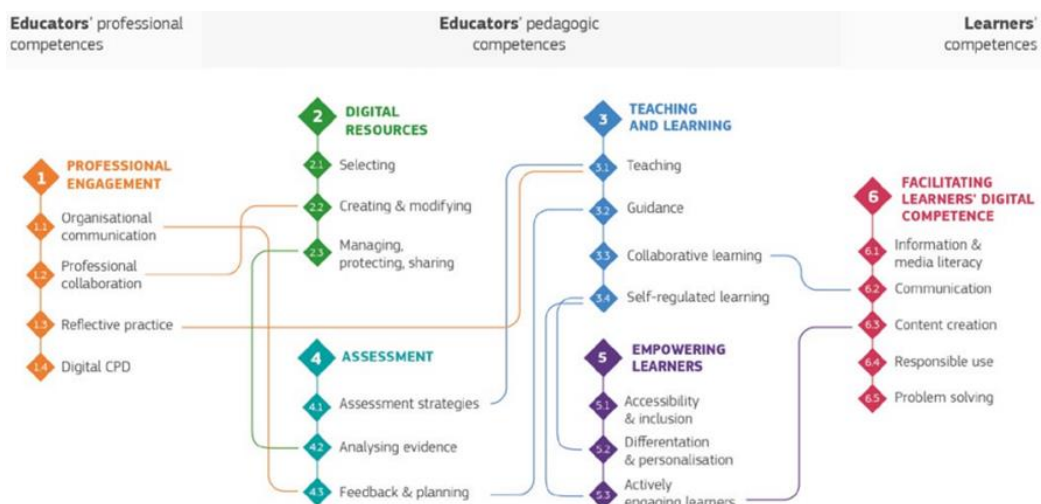 Educators' professional
competences
Educators' pedagogic
competences
Learners'
competences
1
PROFESSIONAL
ENGAGEMENT
1.1
Organisational
communication
1.2
Professional
collaboration
1.3
Reflective practice
1.4
Digital CPD
2
DIGITAL
RESOURCES
2.1
Selecting
2.2
Creating & modifying
2.3
Managing,
protecting, sharing
3
TEACHING
AND LEARNING
3.1
Teaching
3.2
Guidance
3.3
Collaborative learning
3.4
Self-regulated learning
4
ASSESSMENT
4.1
Assessment strategies
4.2
Analysing evidence
4.3
Feedback & planning
5
EMPOWERING
LEARNERS
5.1
Accessibility
& inclusion
5.2
Differentation
& personalisation
5.3
Actively
engaging learners
6
FACILITATING
LEARNERS' DIGITAL
COMPETENCE
6.1
Information &
media literacy
6.2
Communication
6.3
Content creation
6.4
Responsible use
6.5
Problem solving